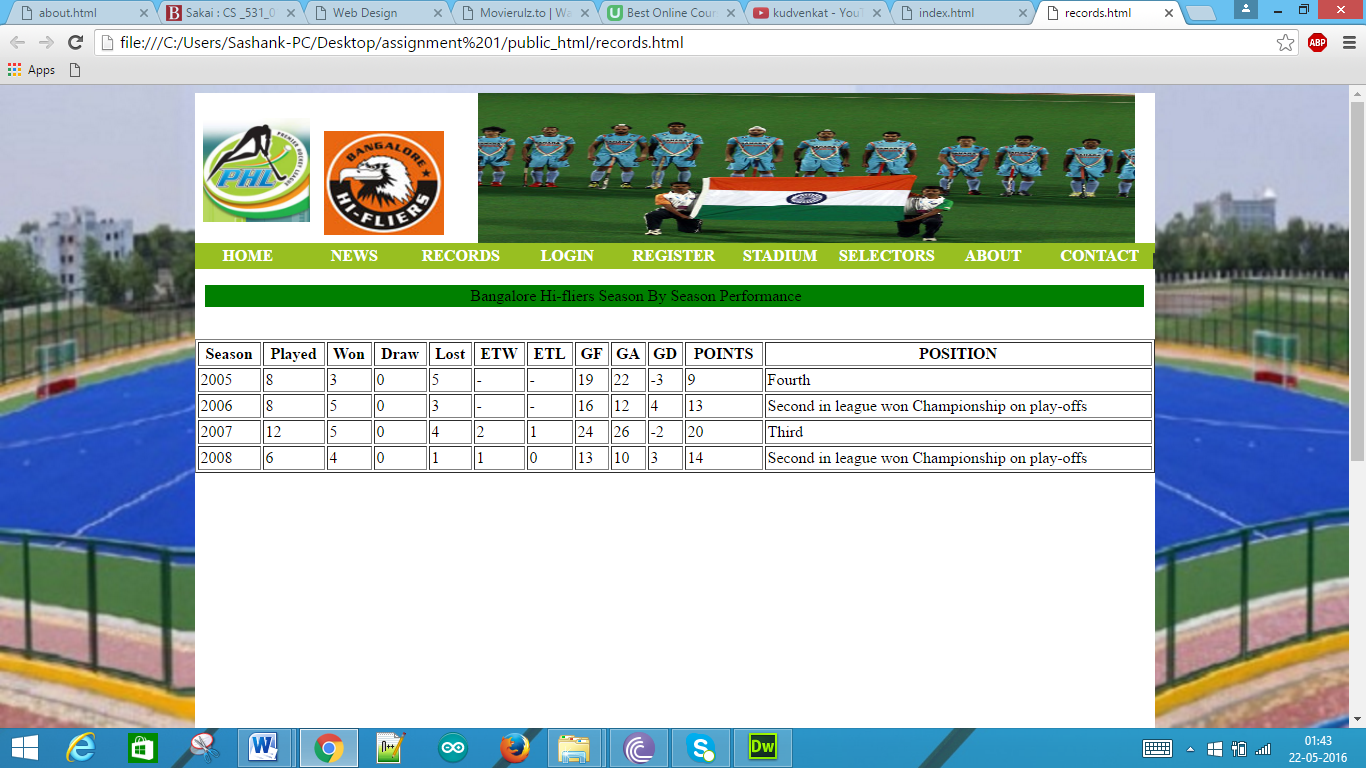 about.html
Sakai : CS _531_0
Web Design
Movierulz.to | Wa
Best Online Cour
kudvenkat - YouT
index.html
records.html
file:///C:/Users/Sashank-PC/Desktop/assignment%201/public_html/records.html
ABP
Apps
PREMIER HOCKEY LEAGUE
PHL
BANGALORE
HI-FLIERS
HOME NEWS RECORDS LOGIN REGISTER STADIUM SELECTORS ABOUT CONTACT
Bangalore Hi-fliers Season By Season Performance
Season Played Won Draw Lost ETW ETL GF GA GD POINTS POSITION
2005 8 3 0 5 - - 19 22 -3 9 Fourth
2006 8 5 0 3 - - 16 12 4 13 Second in league won Championship on play-offs
2007 12 5 0 4 2 1 24 26 -2 20 Third
2008 6 4 0 1 1 0 13 10 3 14 Second in league won Championship on play-offs
01:43
22-05-2016